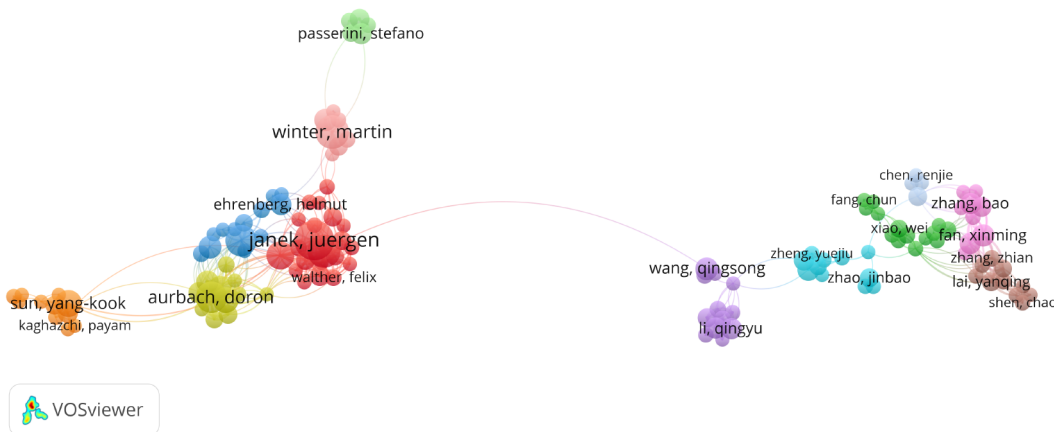 passerini, stefano
winter, martin
ehrenberg, helmut
janek, juergen
walther, felix
aurbach, doron
sun, yang-kook
kaghazchi, payam
wang, qingsong
li, qingyu
zheng, yuejiu
zhao, jinbao
chen, renjie
fang, chun
zhang, bao
xiao, wei
fan, xinming
zhang, zhian
lai, yanqing
shen, chao
VOSviewer